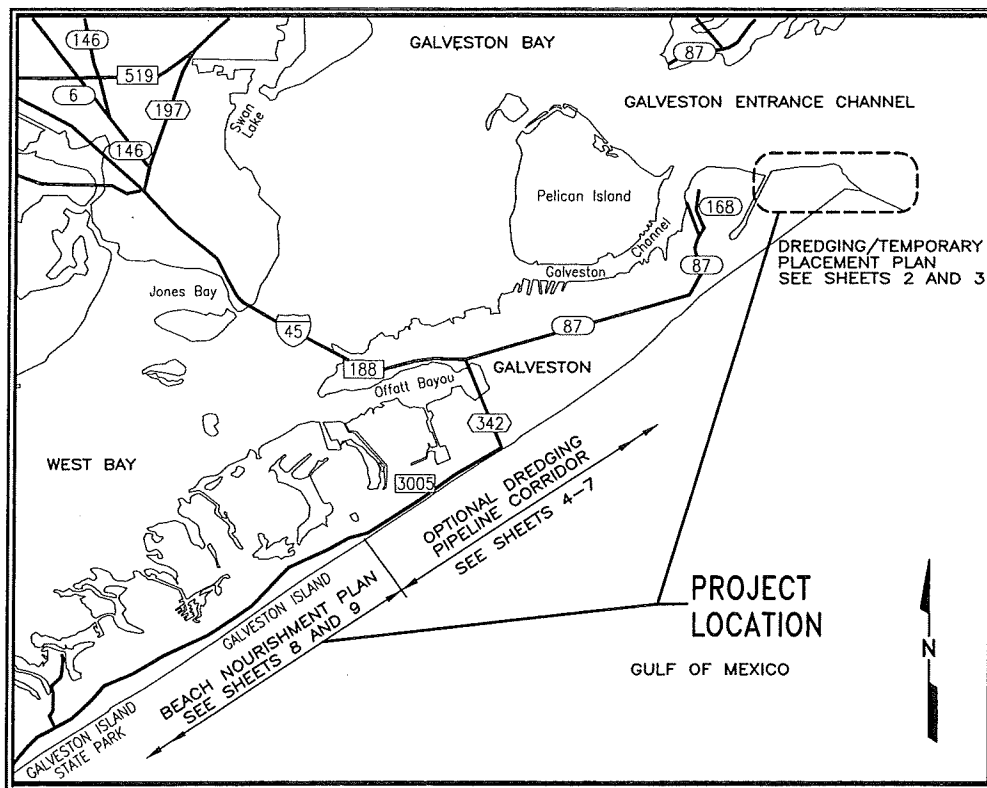 146
GALVESTON BAY
87
519
6
197
Swan
Lake
GALVESTON ENTRANCE CHANNEL
146
Pelican Island
168
Channel
Galveston
87
DREDGING/TEMPORARY
PLACEMENT PLAN
SEE SHEETS 2 AND 3
Jones Bay
45
87
188
GALVESTON
Offatt Bayou
342
WEST BAY
3005
OPTIONAL DREDGING
PIPELINE CORRIDOR
SEE SHEETS 4-7
GALVESTON ISLAND
BEACH NOURISHMENT PLAN
SEE SHEETS 8 AND 9
PROJECT
LOCATION
GULF OF MEXICO
N
GALVESTON ISLAND
STATE PARK